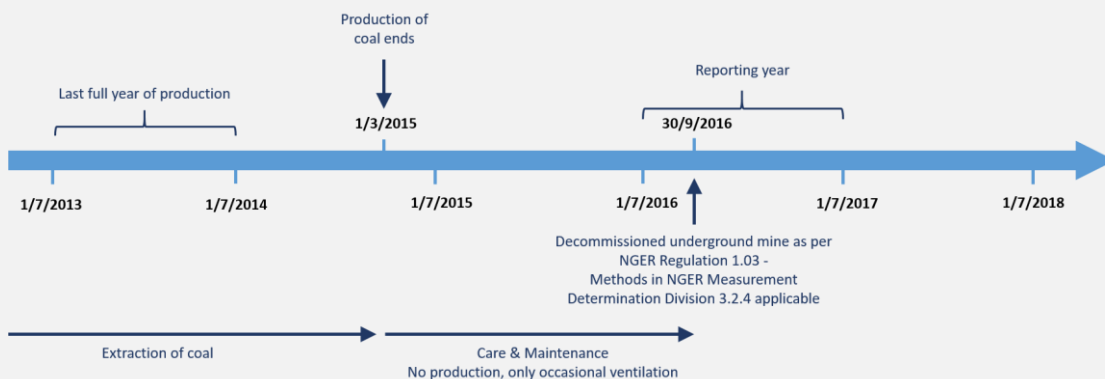 Production of
coal ends
Last full year of production
Reporting year
1/3/2015
30/9/2016
1/7/2013
1/7/2014
1/7/2015
1/7/2016
1/7/2017
1/7/2018
Decommissioned underground mine as per
NGER Regulation 1.03 -
Methods in NGER Measurement
Determination Division 3.2.4 applicable
Extraction of coal
Care & Maintenance
No production, only occasional ventilation